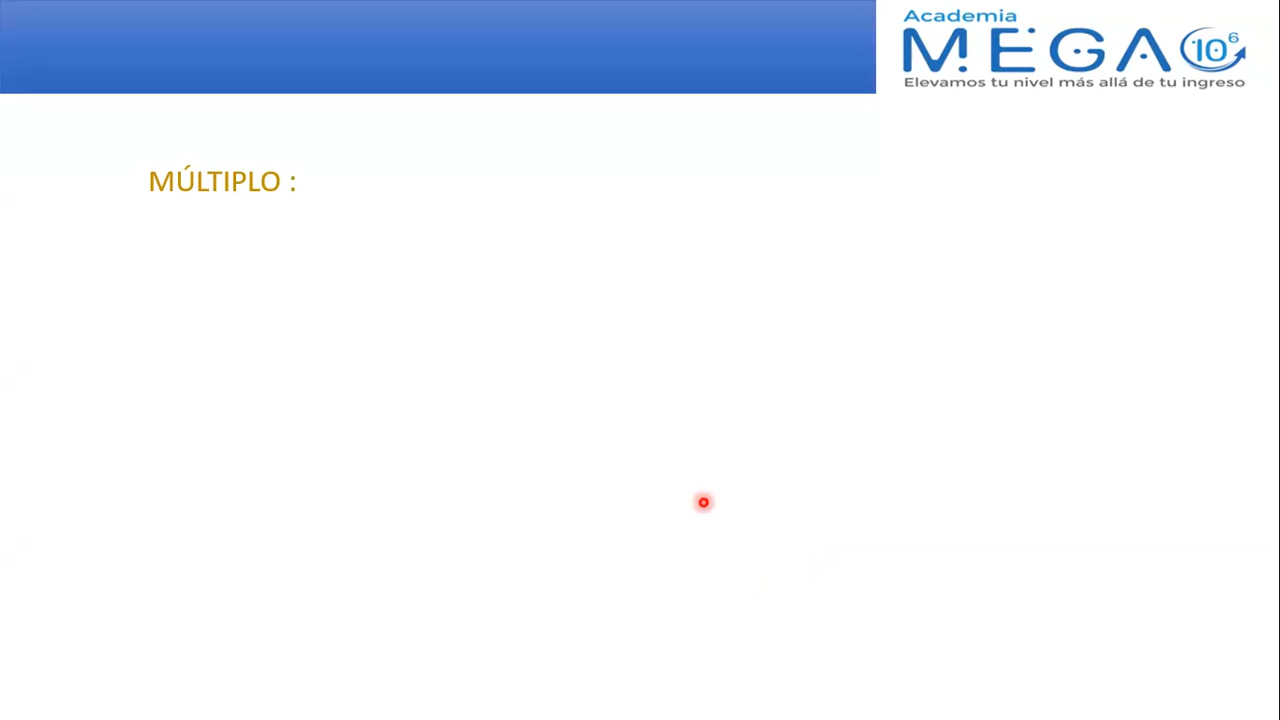 Academia
MEGA 10⁶
Elevamos tu nivel más allá de tu ingreso
MÚLTIPLO :